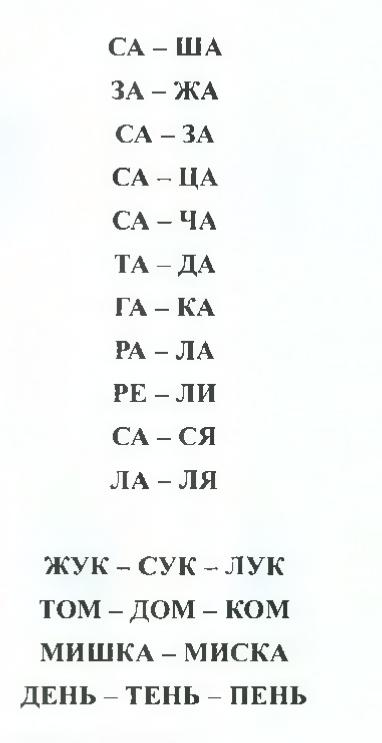 СА – ША
ЗА – ЖА
СА – ЗА
СА – ЦА
СА – ЧА
ТА – ДА
ГА – КА
РА – ЛА
РЕ – ЛИ
СА – СЯ
ЛА – ЛЯ
ЖУК – СУК – ЛУК
ТОМ – ДОМ – КОМ
МИШКА – МИСКА
ДЕНЬ – ТЕНЬ – ПЕНЬ